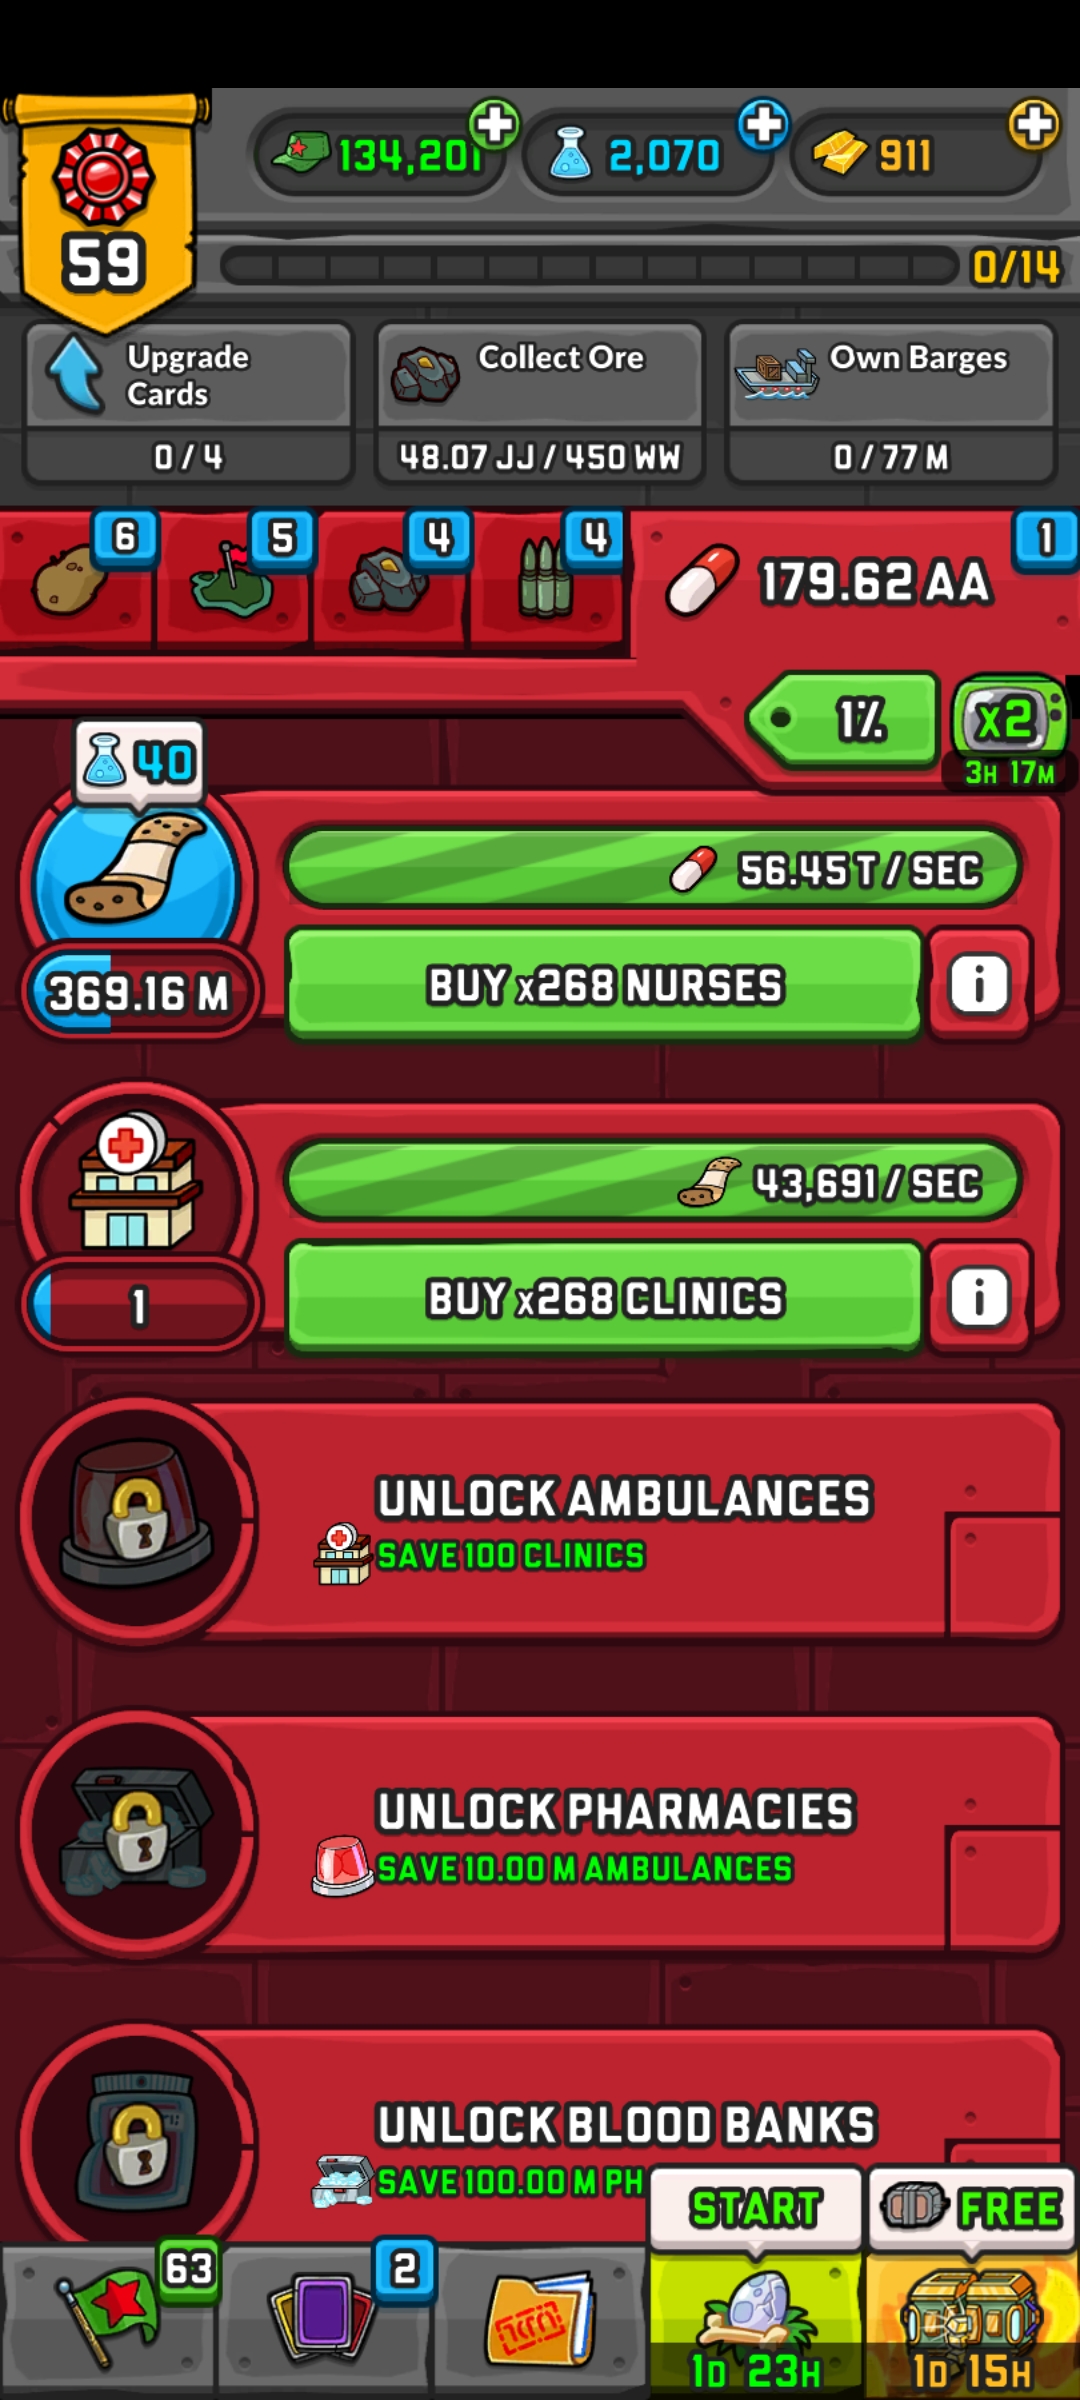 134,201
2,070
911
59
0/14
Upgrade
Cards
0 / 4
Collect Ore
48.07 JJ / 450 WW
Own Barges
0 / 77 M
6
5
4
4
1
179.62 AA
1%
x2
3H 17M
40
56.45 T / SEC
369.16 M
BUY x268 NURSES
i
43,691 / SEC
1
BUY x268 CLINICS
i
UNLOCK AMBULANCES
SAVE 100 CLINICS
UNLOCK PHARMACIES
SAVE 10.00 M AMBULANCES
UNLOCK BLOOD BANKS
SAVE 100.00 M PH
START
FREE
63
2
1D 23H
1D 15H